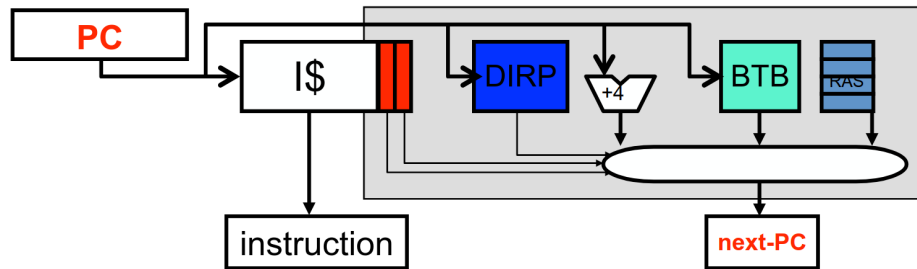 PC
I$
DIRP
+4
BTB
RAS
instruction
next-PC